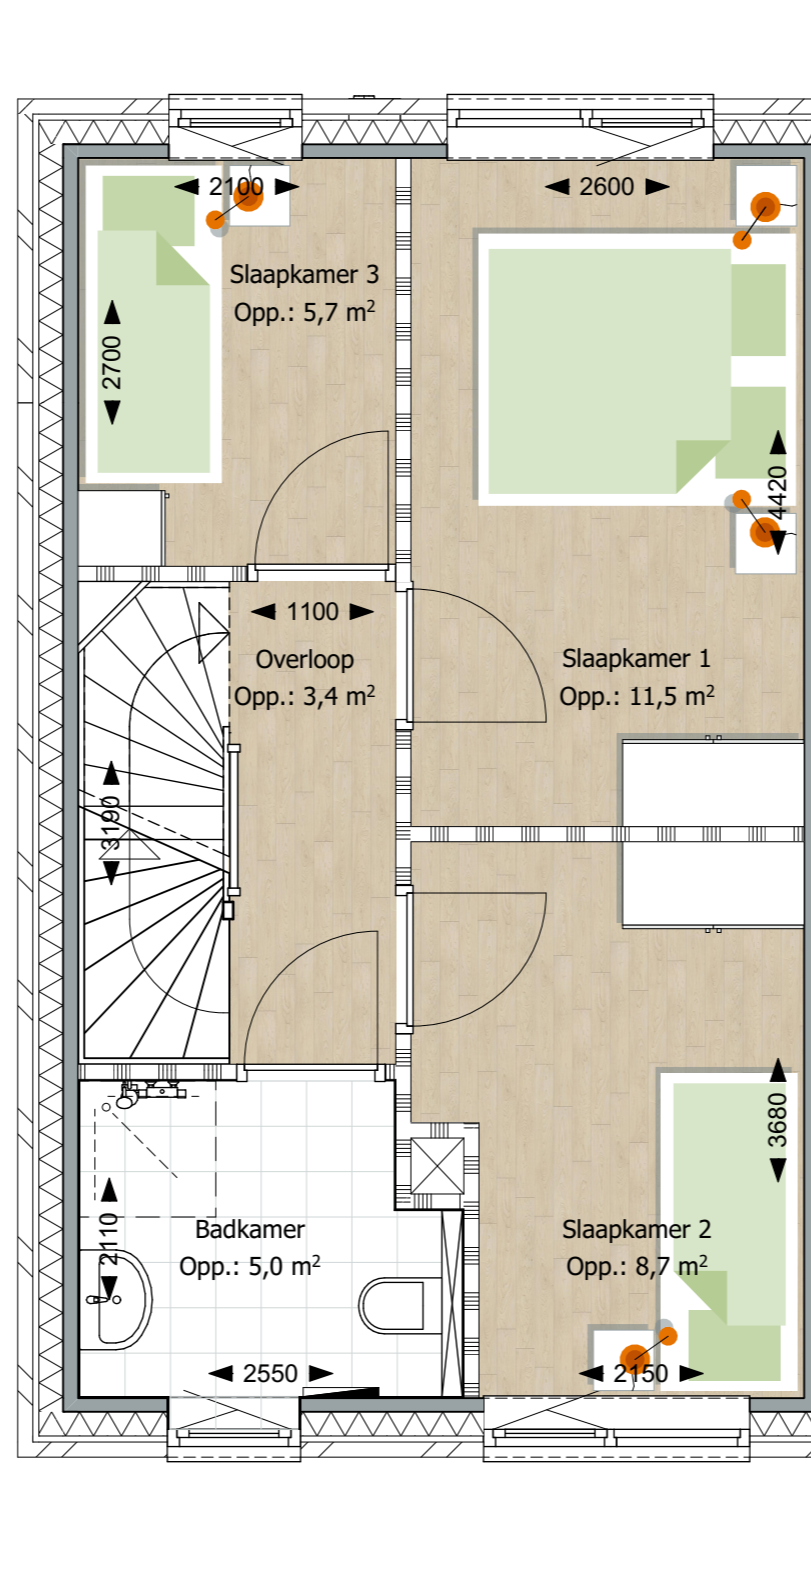 2100
2600
Slaapkamer 3
Opp.: 5,7 m²
2700
4420
1100
Overloop
Opp.: 3,4 m²
Slaapkamer 1
Opp.: 11,5 m²
3190
3680
2110
Badkamer
Opp.: 5,0 m²
Slaapkamer 2
Opp.: 8,7 m²
2550
2150